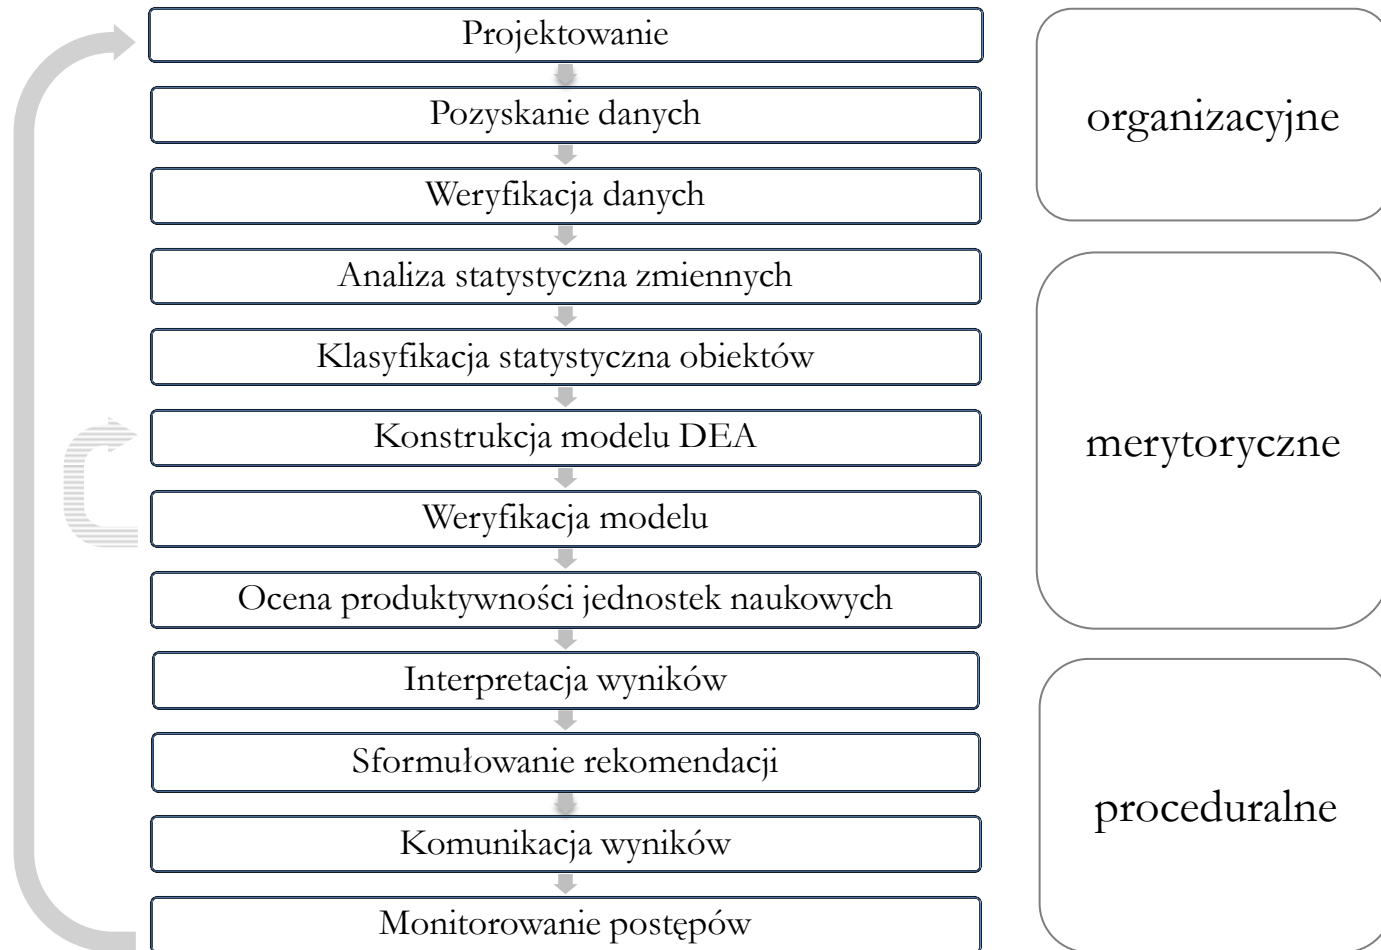 Projektowanie
Pozyskanie danych
Weryfikacja danych
Analiza statystyczna zmiennych
Klasyfikacja statystyczna obiektów
Konstrukcja modelu DEA
Weryfikacja modelu
Ocena produktywności jednostek naukowych
Interpretacja wyników
Sformułowanie rekomendacji
Komunikacja wyników
Monitorowanie postępów
organizacyjne
merytoryczne
proceduralne